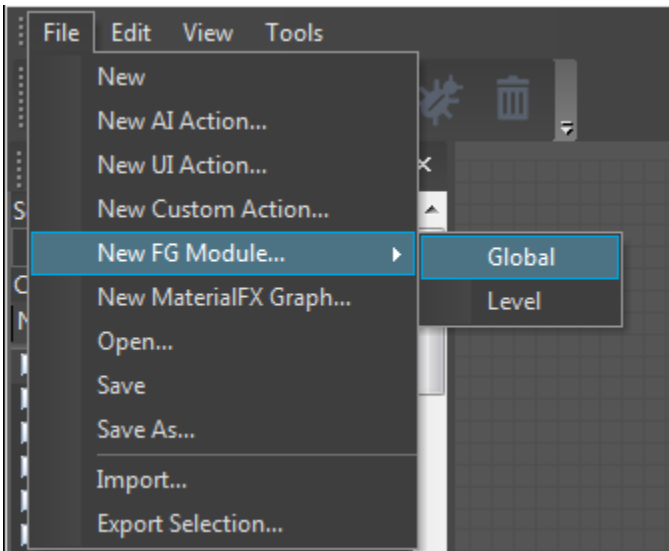 File Edit View Tools
New
New AI Action...
New UI Action...
New Custom Action...
New FG Module...
Global
New MaterialFX Graph...
Level
Open...
Save
Save As...
Import...
Export Selection...